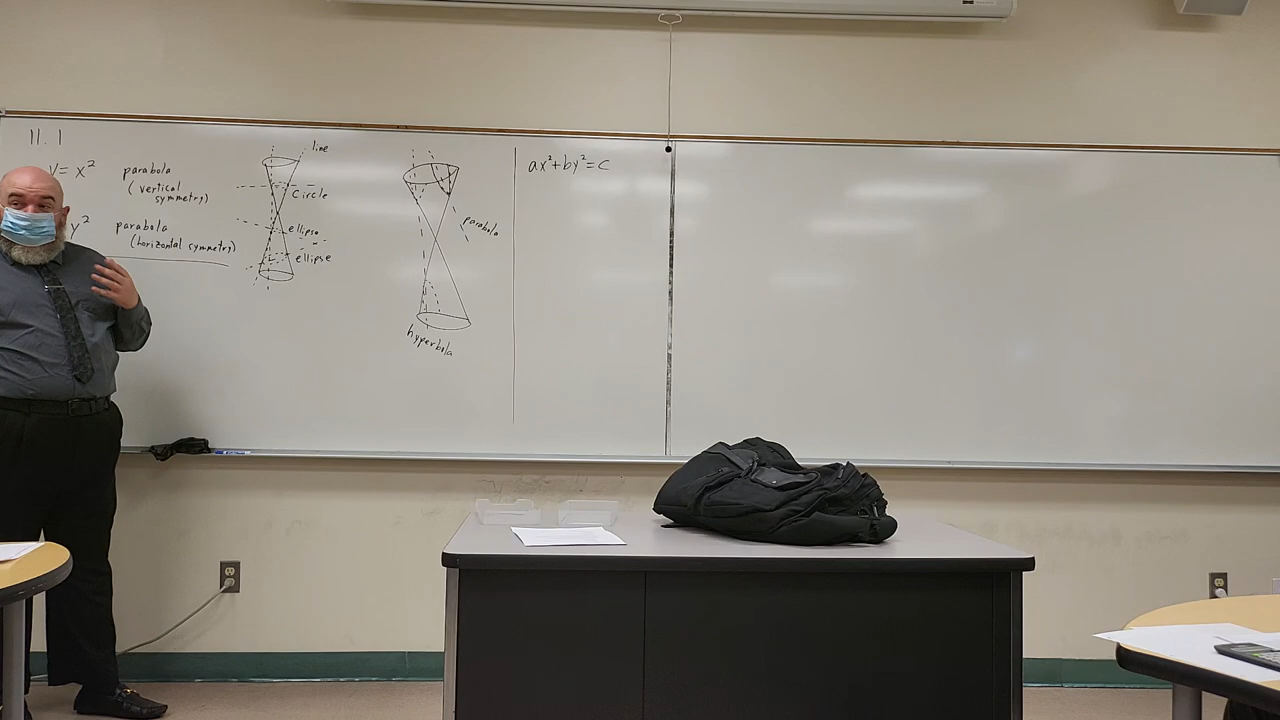 11.1
y = x²
parabola
(vertical
symmetry)
y²
parabola
(horizontal symmetry)
line
circle
ellipse
ellipse
parabola
hyperbola
ax²+by²=c